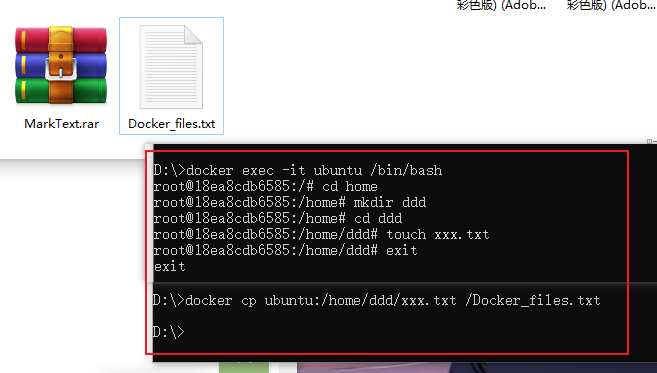 彩色版) (Adob... 彩色版) (Adob...
MarkText.rar Docker_files.txt
D:\>docker exec -it ubuntu /bin/bash
root@18ea8cdb6585:/# cd home
root@18ea8cdb6585:/home# mkdir ddd
root@18ea8cdb6585:/home# cd ddd
root@18ea8cdb6585:/home/ddd# touch xxx.txt
root@18ea8cdb6585:/home/ddd# exit
exit
D:\>docker cp ubuntu:/home/ddd/xxx.txt /Docker_files.txt
D:\>